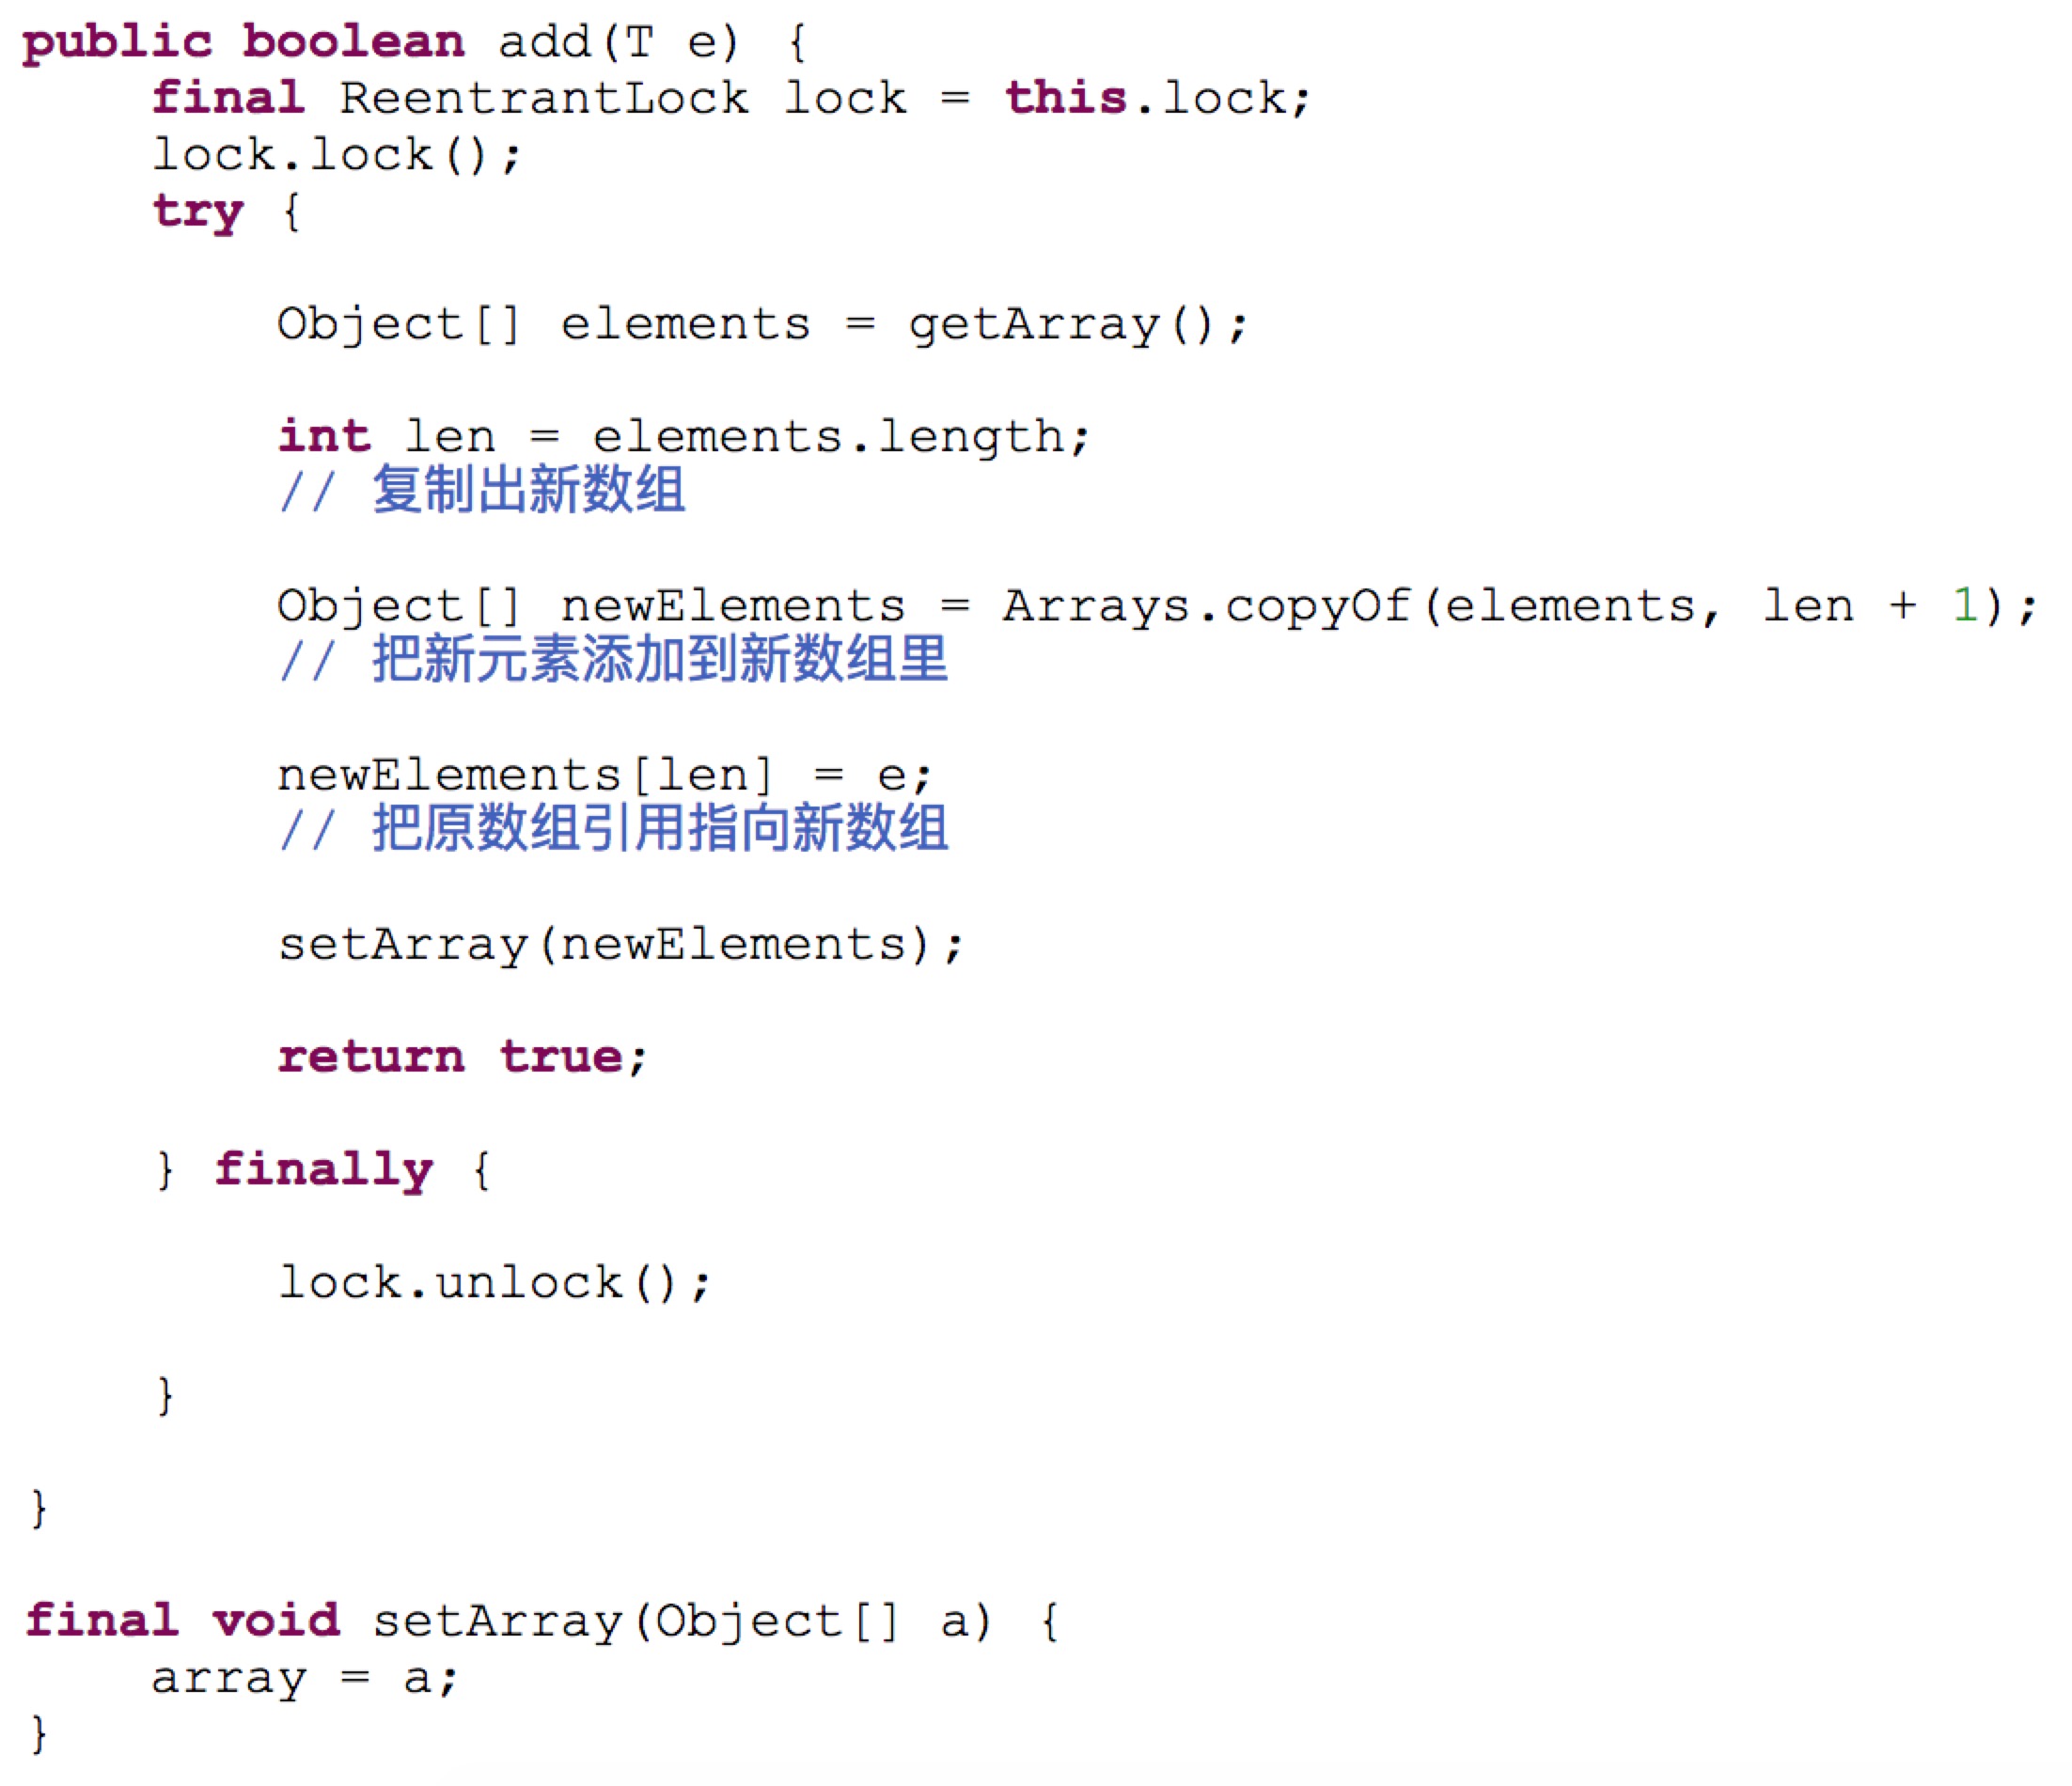 public boolean add(T e) {
    final ReentrantLock lock = this.lock;
    lock.lock();
    try {
        Object[] elements = getArray();
        int len = elements.length;
        // 复制出新数组
        Object[] newElements = Arrays.copyOf(elements, len + 1);
        // 把新元素添加到新数组里
        newElements[len] = e;
        // 把原数组引用指向新数组
        setArray(newElements);
        return true;
    } finally {
        lock.unlock();
    }
}
final void setArray(Object[] a) {
    array = a;
}